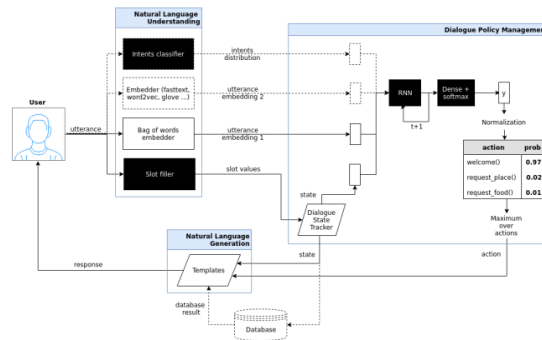 Natural Language
Understanding
Dialogue Policy Management
Intents classifier
intents
distribution
Embedder (fasttext,
word2vec, glove ...)
utterance
embedding 2
RNN
Dense +
softmax
y
User
utterance
Bag of words
embedder
utterance
embedding 1
t+1
Normalization
action
prob
welcome()
0.97
request_place()
0.02
request_food()
0.01
Slot filler
slot values
state
Dialogue
State
Tracker
Maximum
over
actions
Natural Language
Generation
state
action
response
Templates
database
result
Database